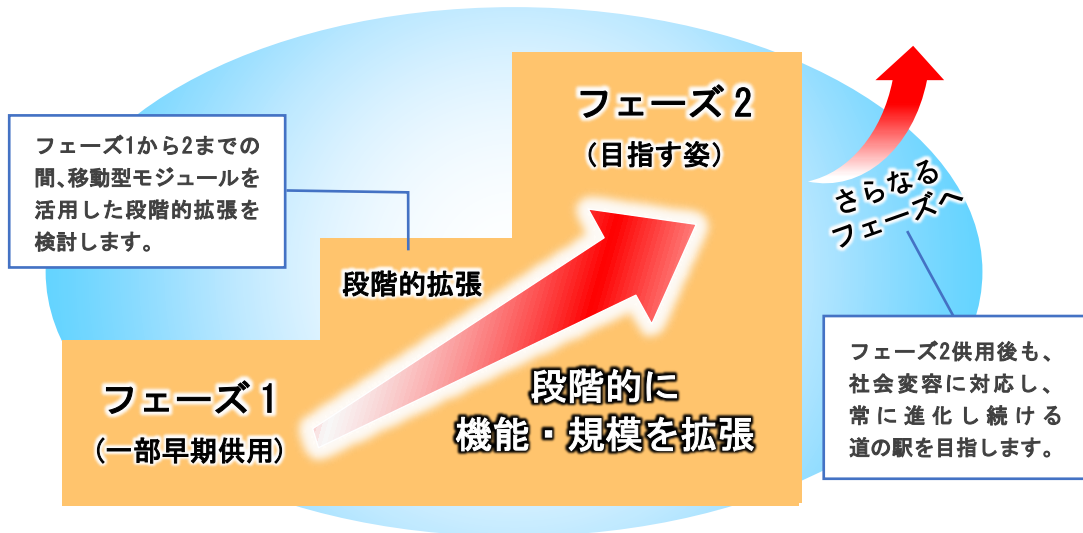 フェーズ2
(目指す姿)
フェーズ1から2までの
間、移動型モジュールを
活用した段階的拡張を
検討します。
さらなる
フェーズへ
段階的拡張
フェーズ2供用後も、
社会変容に対応し、
常に進化し続ける
道の駅を目指します。
フェーズ1
(一部早期供用)
段階的に
機能・規模を拡張